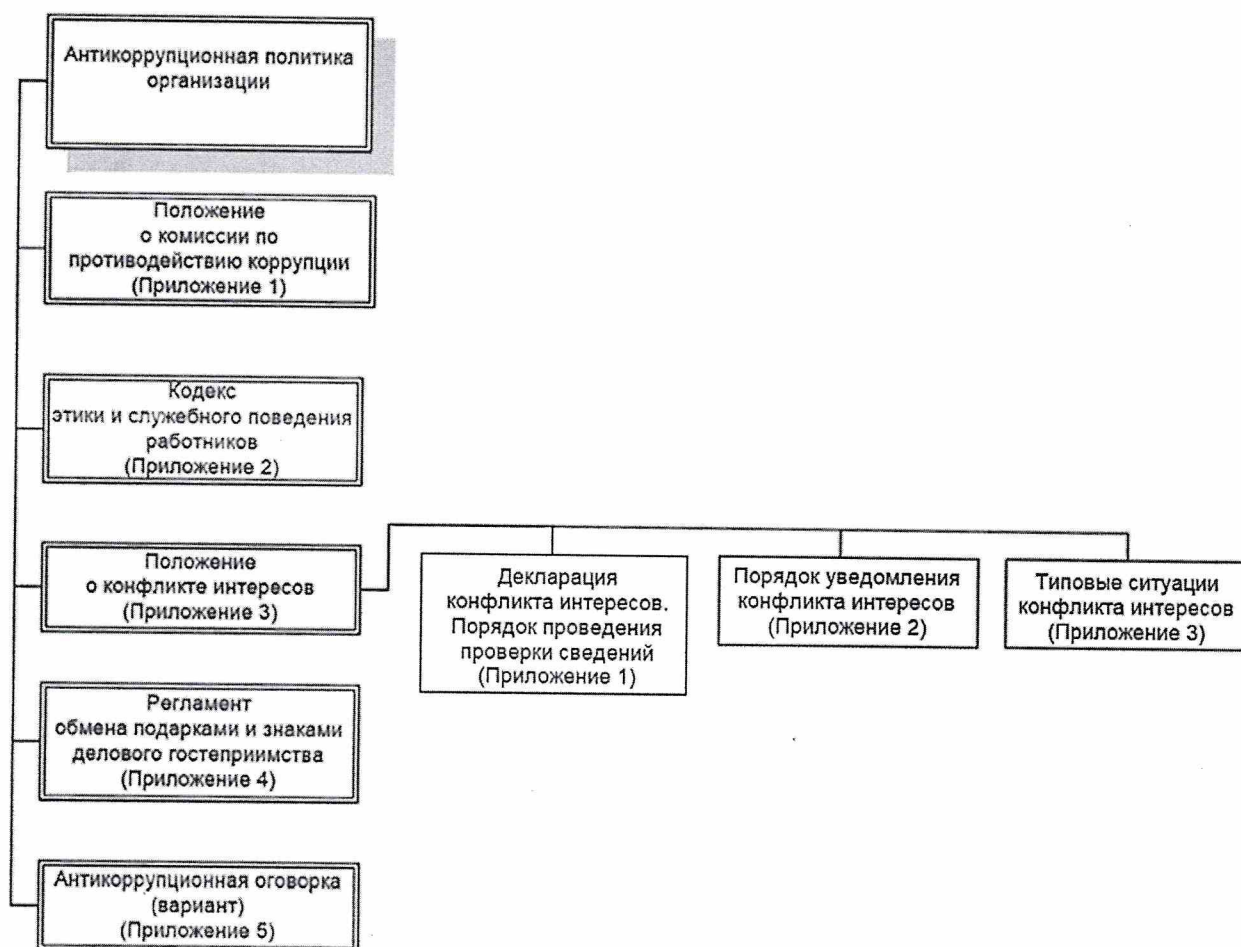 Антикоррупционная политика
организации
Положение
о комиссии по
противодействию коррупции
(Приложение 1)
Кодекс
этики и служебного поведения
работников
(Приложение 2)
Положение
о конфликте интересов
(Приложение 3)
Декларация
конфликта интересов.
Порядок проведения
проверки сведений
(Приложение 1)
Порядок уведомления
конфликта интересов
(Приложение 2)
Типовые ситуации
конфликта интересов
(Приложение 3)
Регламент
обмена подарками и знаками
делового гостеприимства
(Приложение 4)
Антикоррупционная оговорка
(вариант)
(Приложение 5)